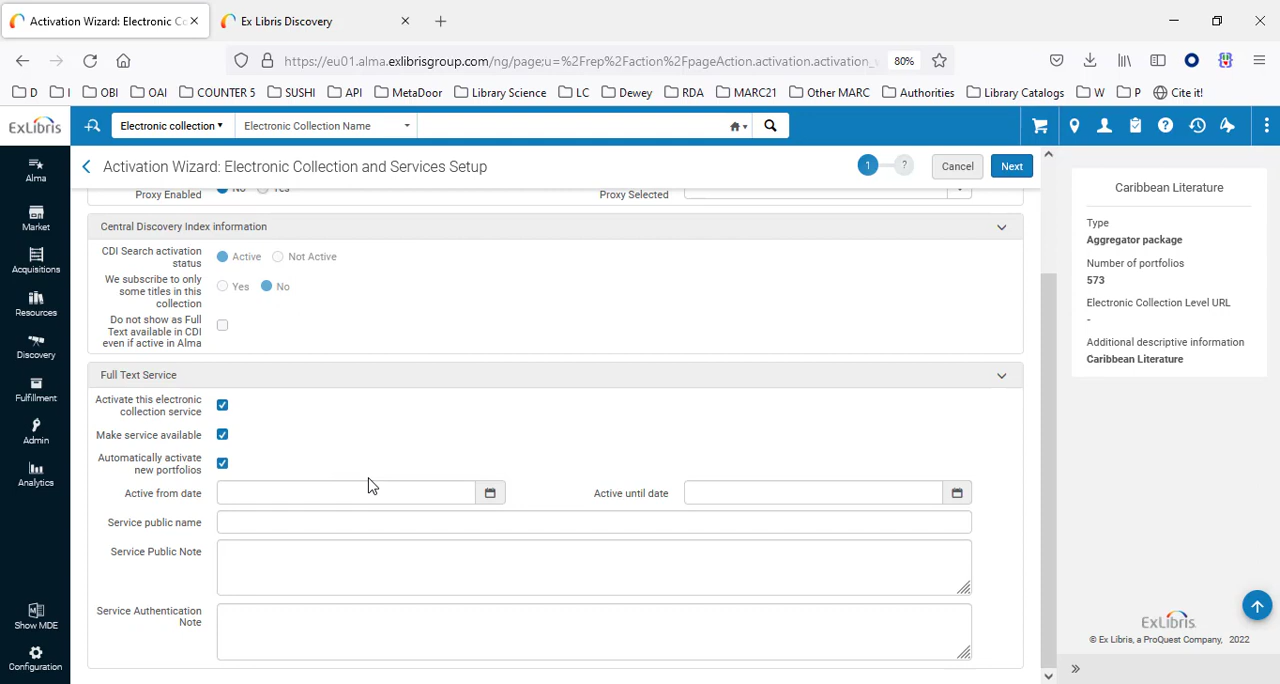 Activation Wizard: Electronic Co
Ex Libris Discovery
https://eu01.alma.exlibrisgroup.com/ng/page;u=%2Frep%2Faction%2FpageAction.activation.activation_
80%
D
I
OBI
OAI
COUNTER 5
SUSHI
API
MetaDoor
Library Science
LC
Dewey
RDA
MARC21
Other MARC
Authorities
Library Catalogs
W
P
Cite it!
ExLibris
Electronic collection
Electronic Collection Name
Alma
Market
Acquisitions
Resources
Discovery
Fulfillment
Admin
Analytics
Show MDE
Configuration
Activation Wizard: Electronic Collection and Services Setup
1
?
Cancel
Next
Proxy Enabled
No
Yes
Proxy Selected
Central Discovery Index information
CDI Search activation
status
Active
Not Active
We subscribe to only
some titles in this
collection
Yes
No
Do not show as Full
Text available in CDI
even if active in Alma
Full Text Service
Activate this electronic
collection service
Make service available
Automatically activate
new portfolios
Active from date
Active until date
Service public name
Service Public Note
Service Authentication
Note
Caribbean Literature
Type
Aggregator package
Number of portfolios
573
Electronic Collection Level URL
-
Additional descriptive information
Caribbean Literature
ExLibris
© Ex Libris, a ProQuest Company, 2022